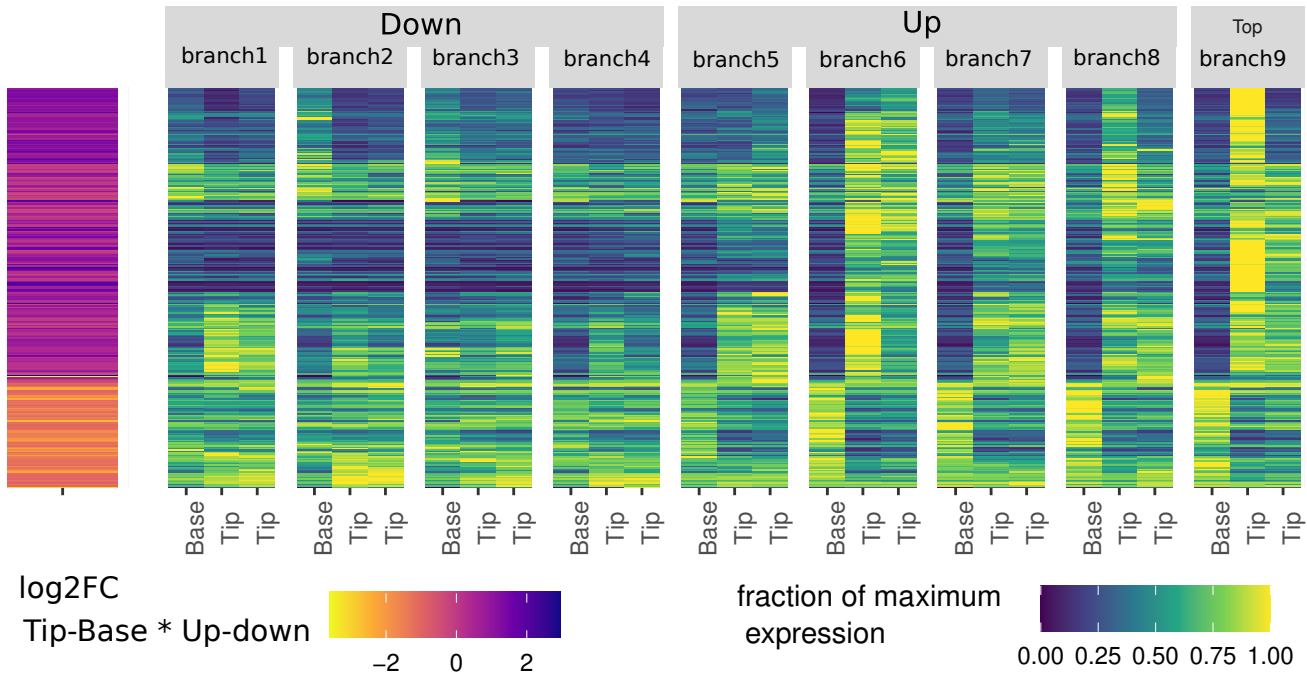 Down
Up
Top
branch1 branch2 branch3 branch4 branch5 branch6 branch7 branch8 branch9
Base Tip Tip Base Tip Tip Base Tip Tip Base Tip Tip Base Tip Tip Base Tip Tip Base Tip Tip Base Tip Tip Base Tip Tip
log2FC
Tip-Base * Up-down
−2 0 2
fraction of maximum
expression
0.00 0.25 0.50 0.75 1.00